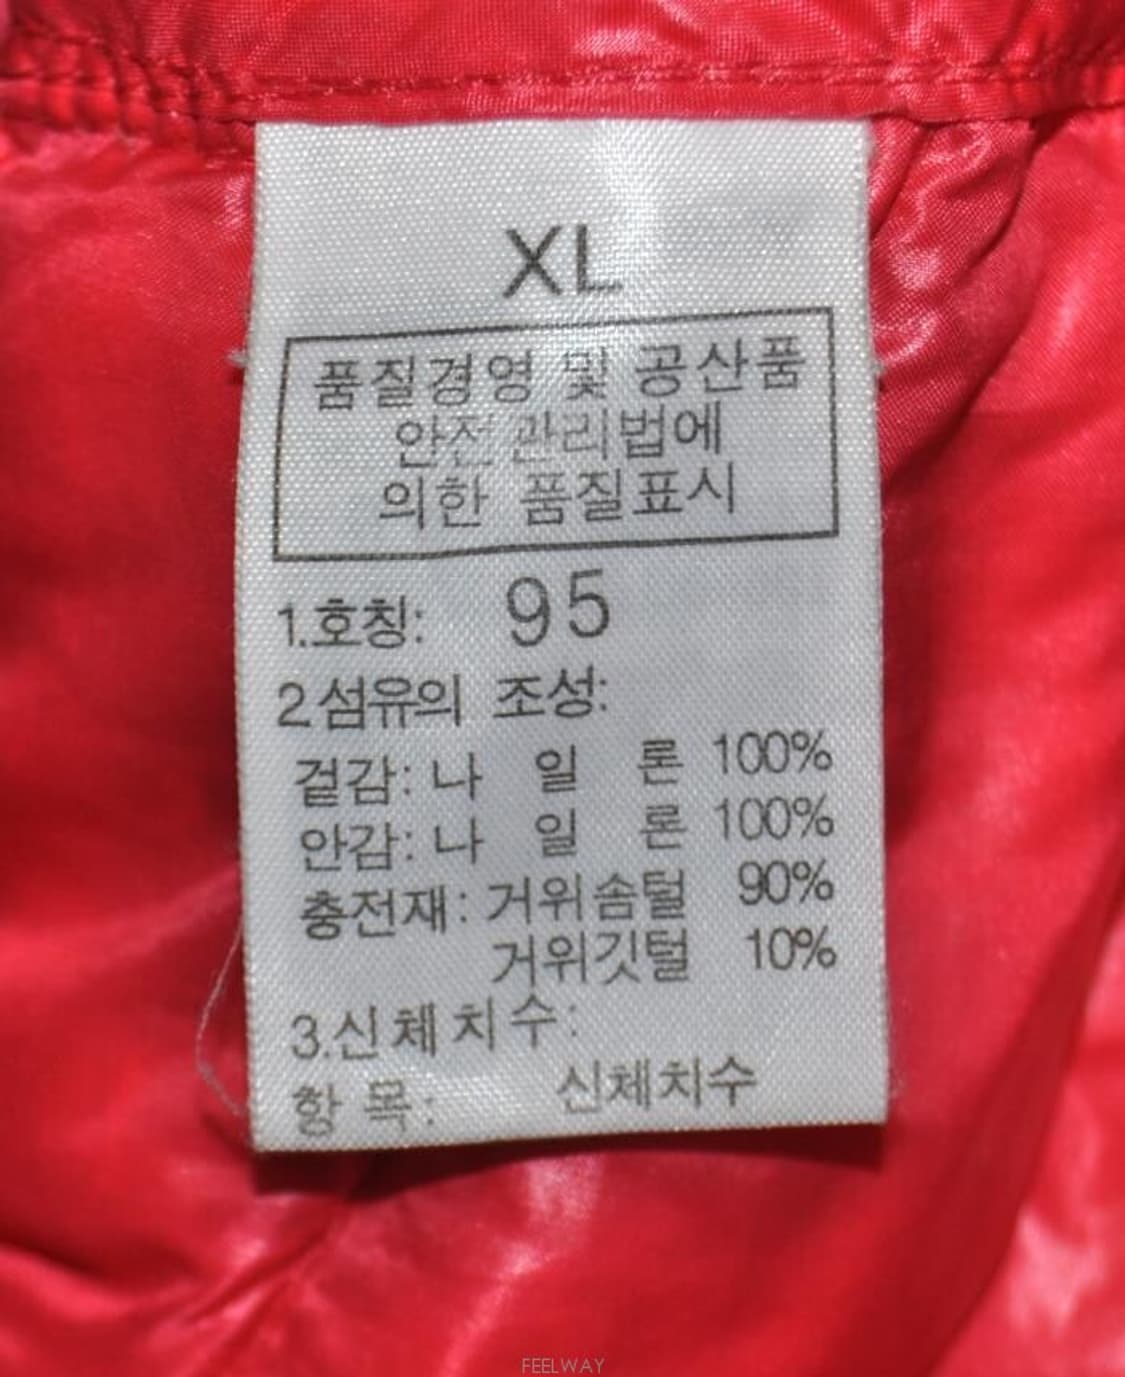 XL
품질경영 및 공산품
안전 관리법에
의한 품질표시
1.호칭: 95
2섬유의 조성:
겉감: 나 일 론 100%
안감: 나 일 론 100%
충전재: 거위솜털 90%
거위깃털 10%
3.신체치수:
항 목: 신체치수
FEELWAY